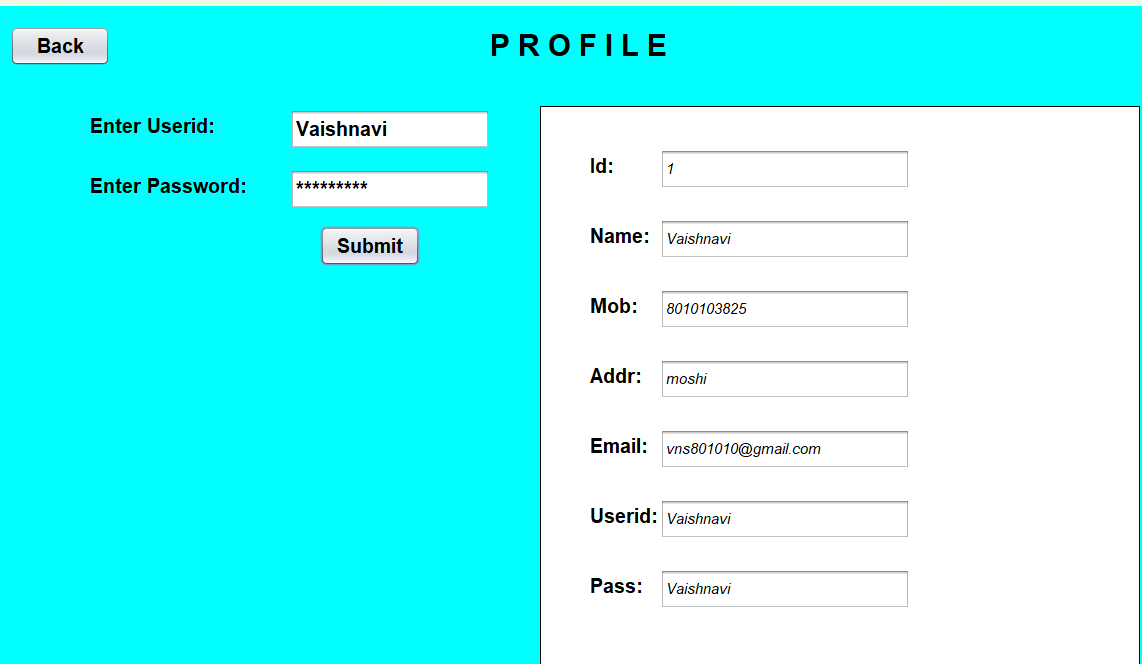 Back
P R O F I L E
Enter Userid: Vaishnavi
Enter Password: *********
Submit
Id: 1
Name: Vaishnavi
Mob: 8010103825
Addr: moshi
Email: vns801010@gmail.com
Userid: Vaishnavi
Pass: Vaishnavi